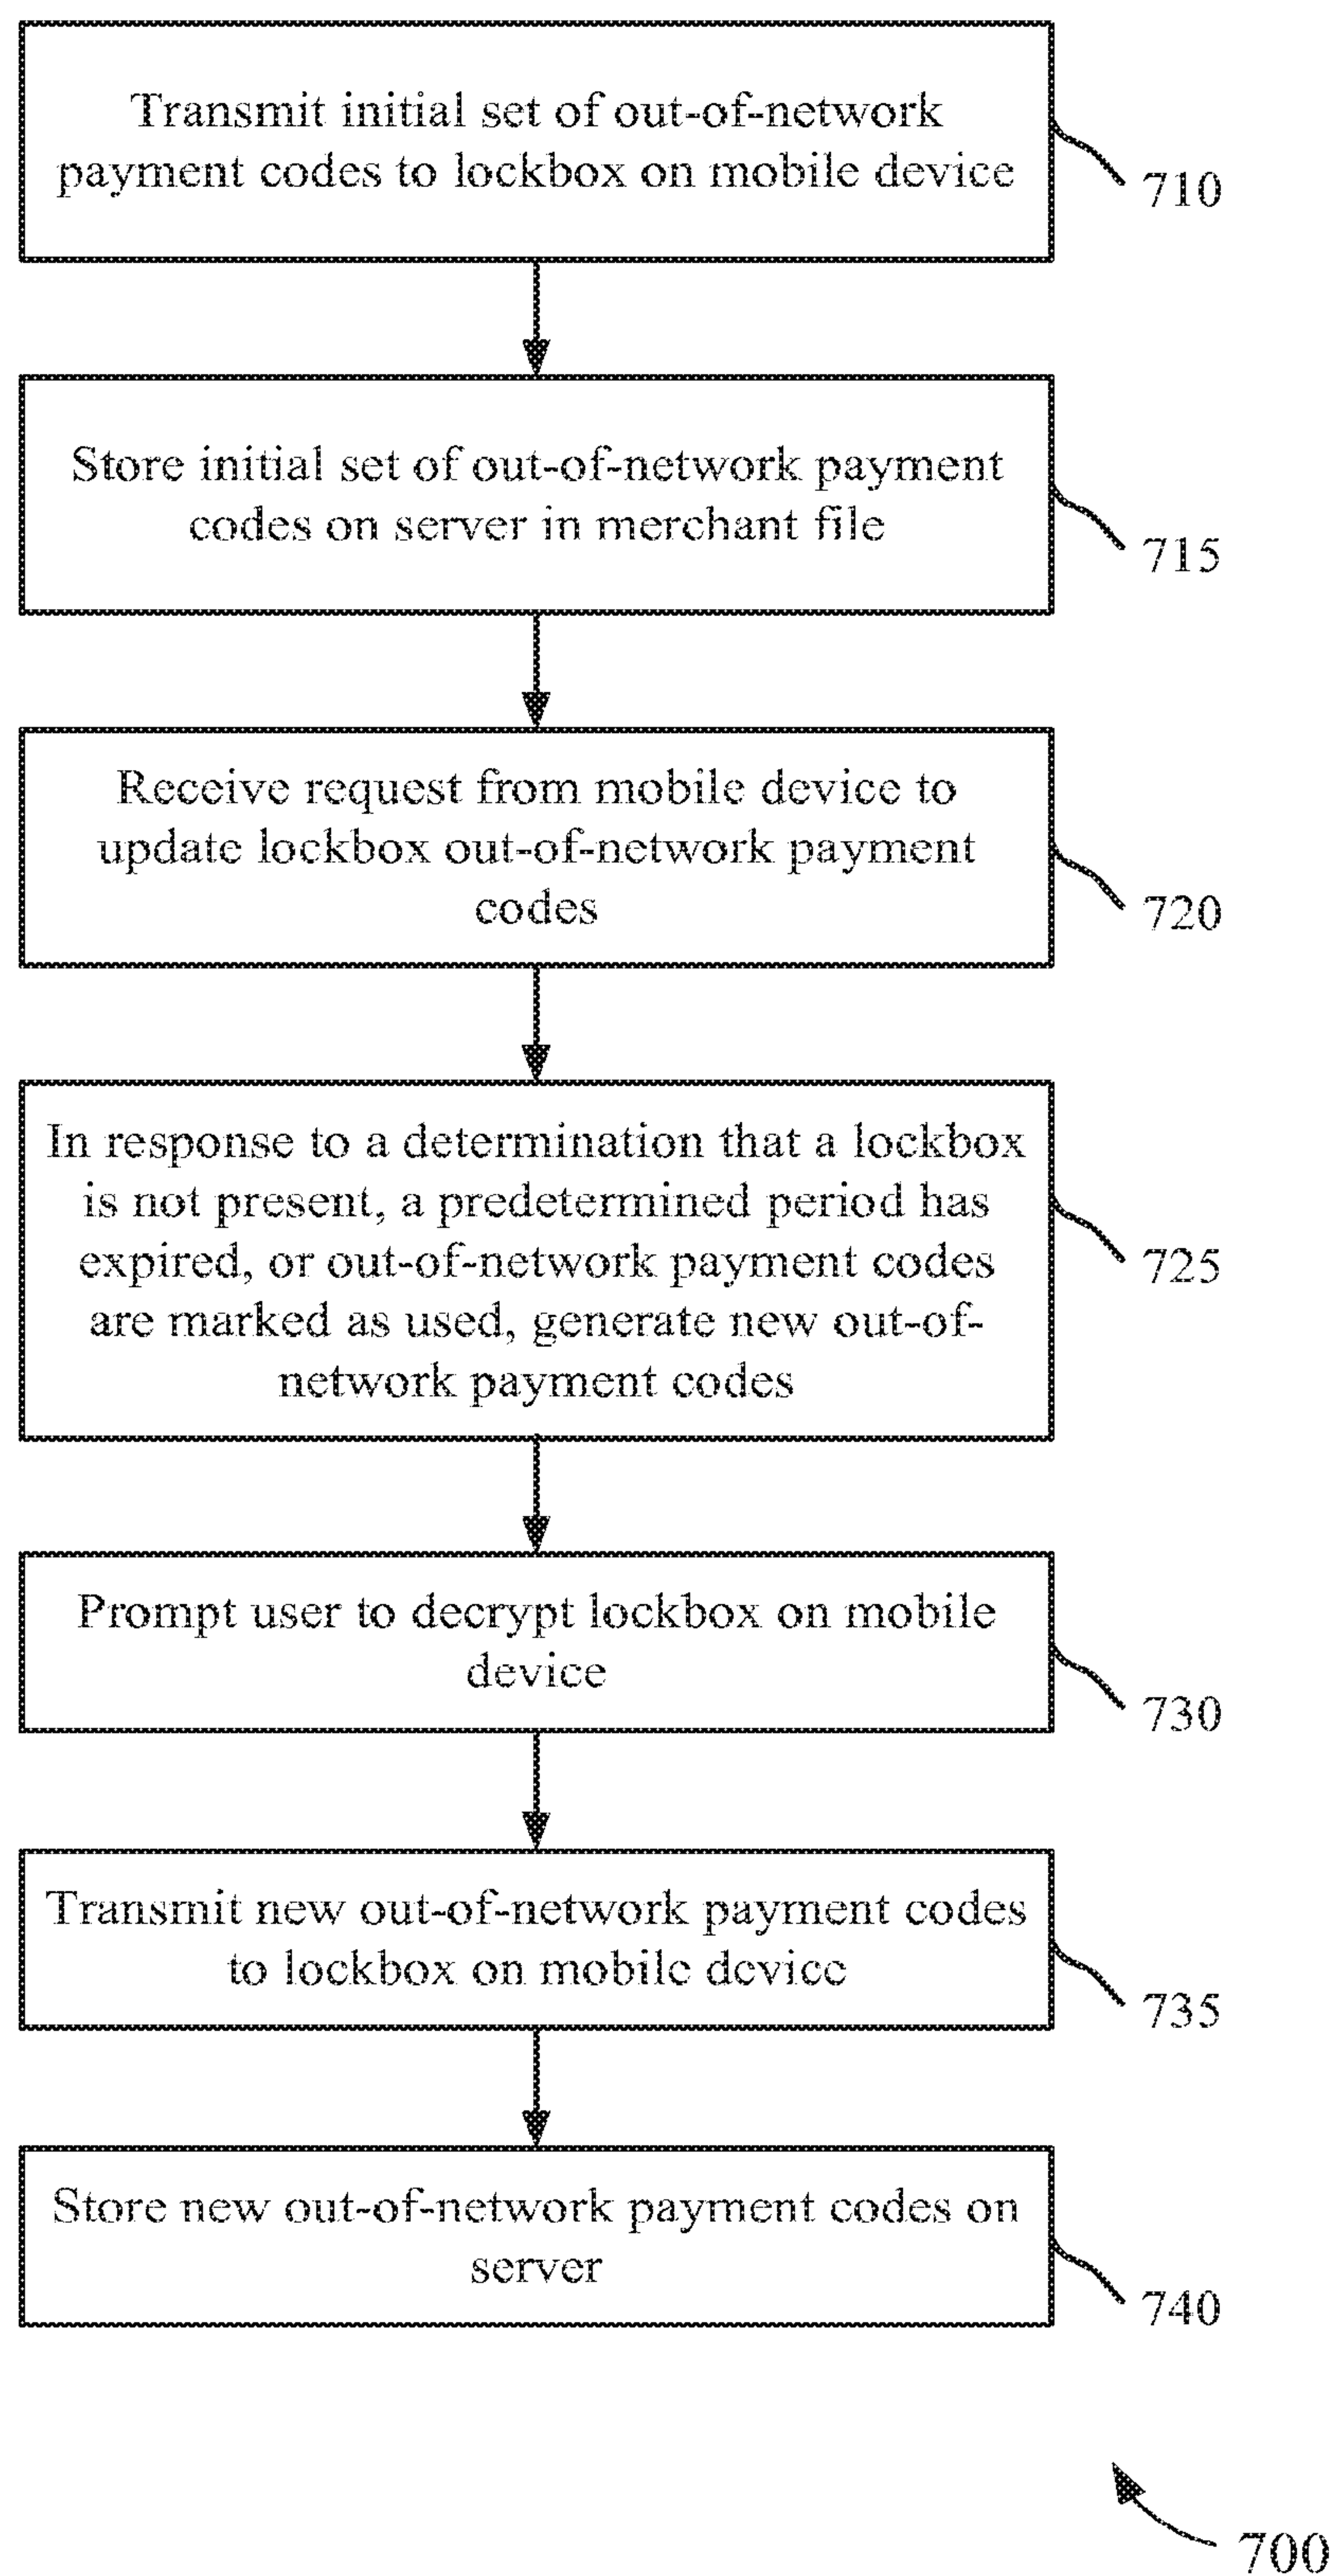 Transmit initial set of out-of-network
payment codes to lockbox on mobile device
710
Store initial set of out-of-network payment
codes on server in merchant file
715
Receive request from mobile device to
update lockbox out-of-network payment
codes
720
In response to a determination that a lockbox
is not present, a predetermined period has
expired, or out-of-network payment codes
are marked as used, generate new out-of-
network payment codes
725
Prompt user to decrypt lockbox on mobile
device
730
Transmit new out-of-network payment codes
to lockbox on mobile device
735
Store new out-of-network payment codes on
server
740
700